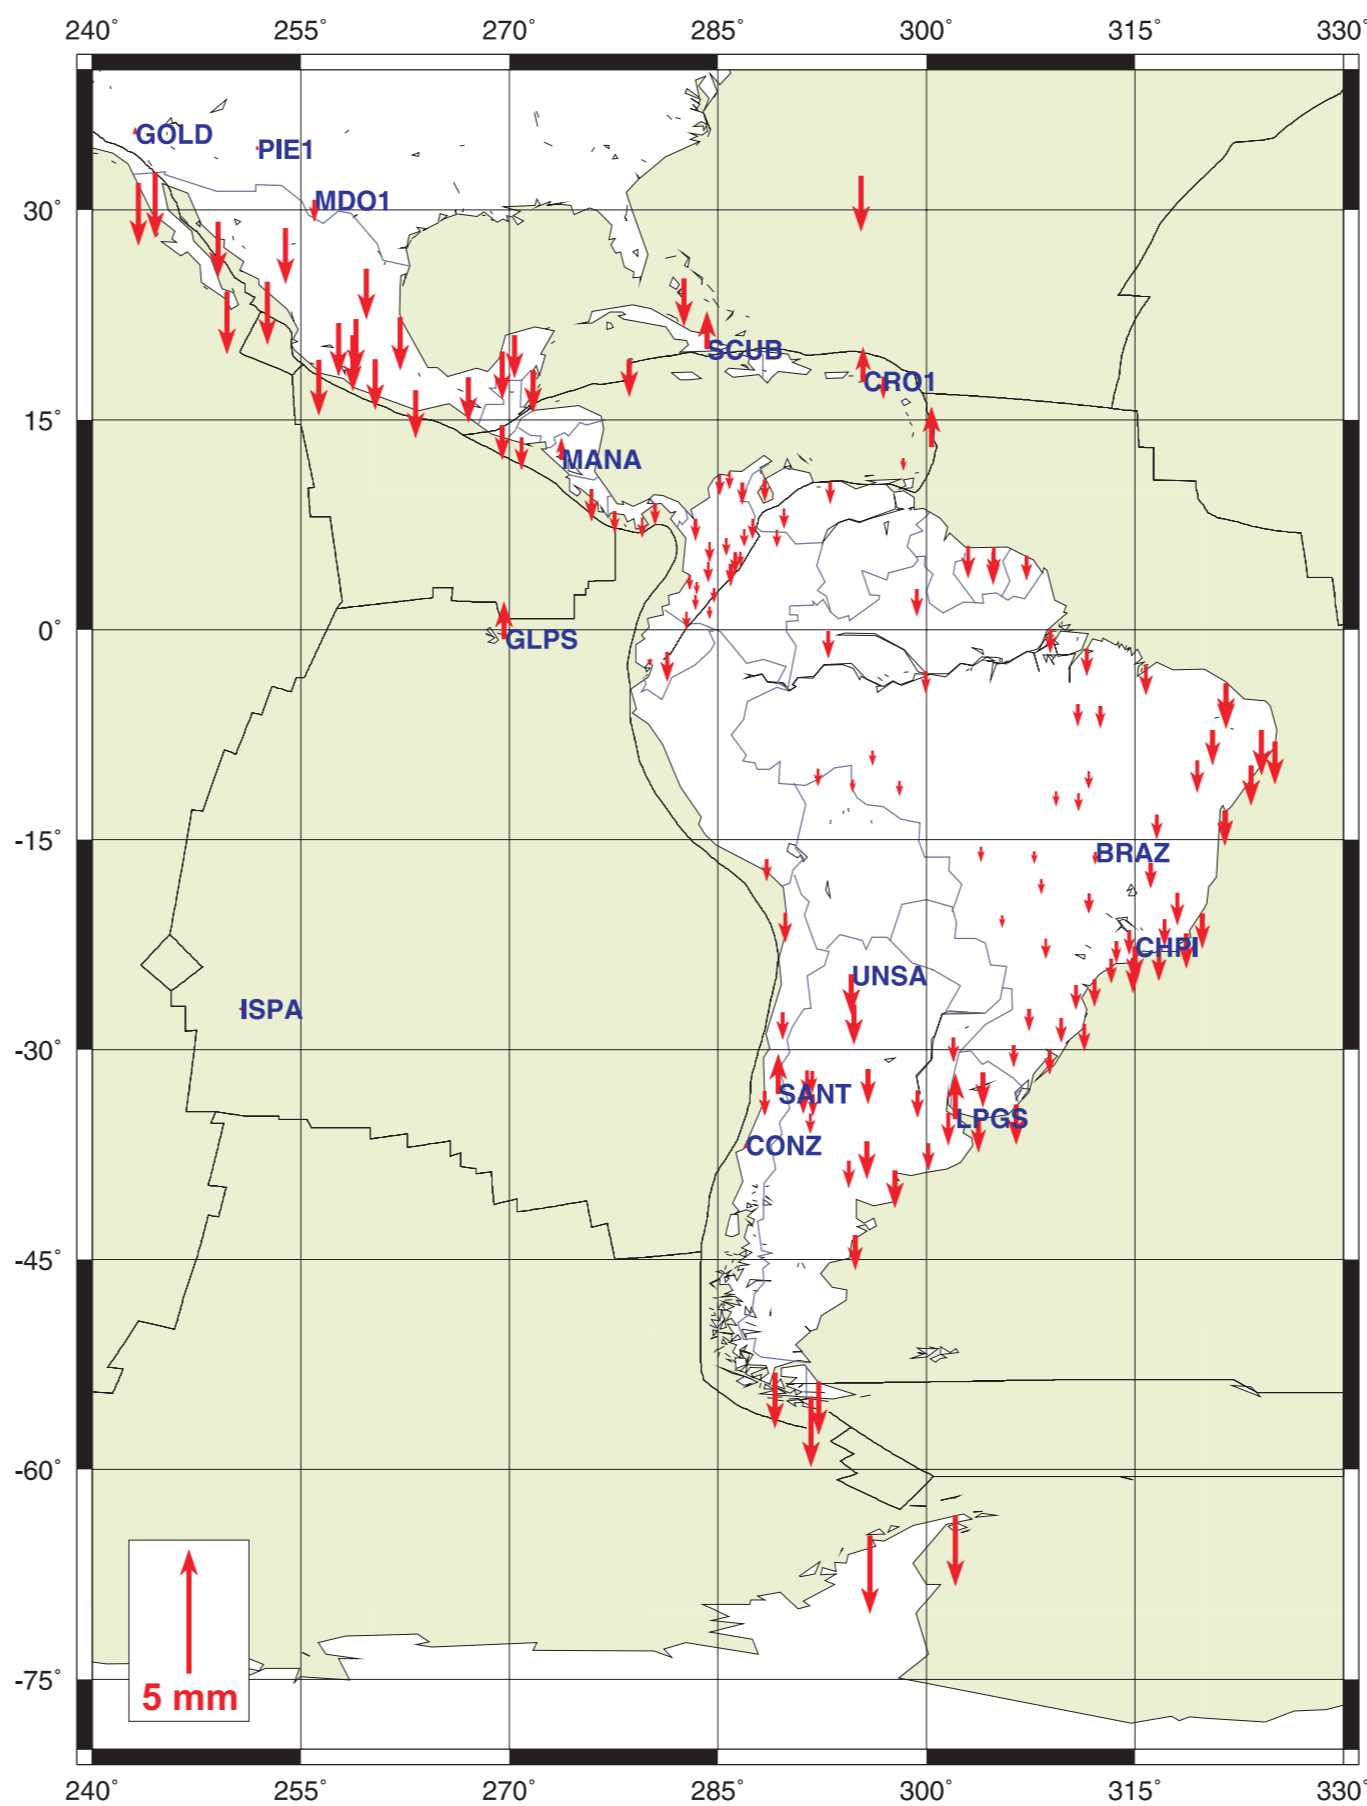 240° 255° 270° 285° 300° 315° 330°
GOLD
PIE1
MDO1
30°
SCUB
CRO1
15°
MANA
0°
GLPS
-15°
BRAZ
CHPI
UNSA
ISPA
-30°
SANT
LPGS
CONZ
-45°
-60°
-75°
5 mm
240° 255° 270° 285° 300° 315° 330°